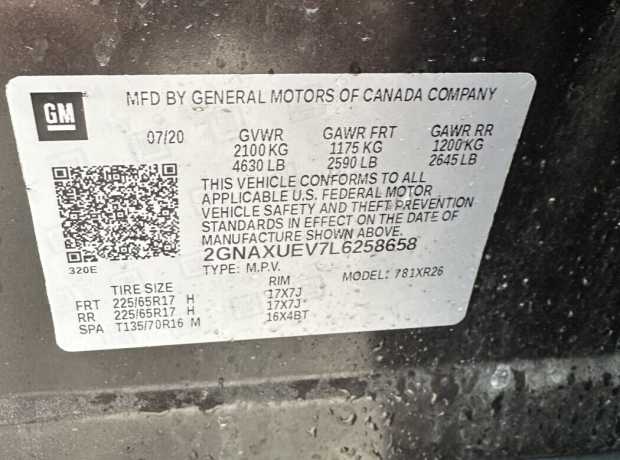 GM
MFD BY GENERAL MOTORS OF CANADA COMPANY
07/20 GVWR GAWR FRT GAWR RR
2100 KG 1175 KG 1200KG
4630 LB 2590 LB 2645 LB
THIS VEHICLE CONFORMS TO ALL
APPLICABLE U.S. FEDERAL MOTOR
VEHICLE SAFETY AND THEFT PREVENTION
STANDARDS IN EFFECT ON THE DATE OF
MANUFACTURE SHOWN ABOVE.
2GNAXUEV7L6258658
320E
TYPE: M.P.V. MODEL: 781XR26
TIRE SIZE RIM
FRT 225/65R17 H 17X7J
RR 225/65R17 H 17X7J
SPA T135/70R16 M 16X4BT